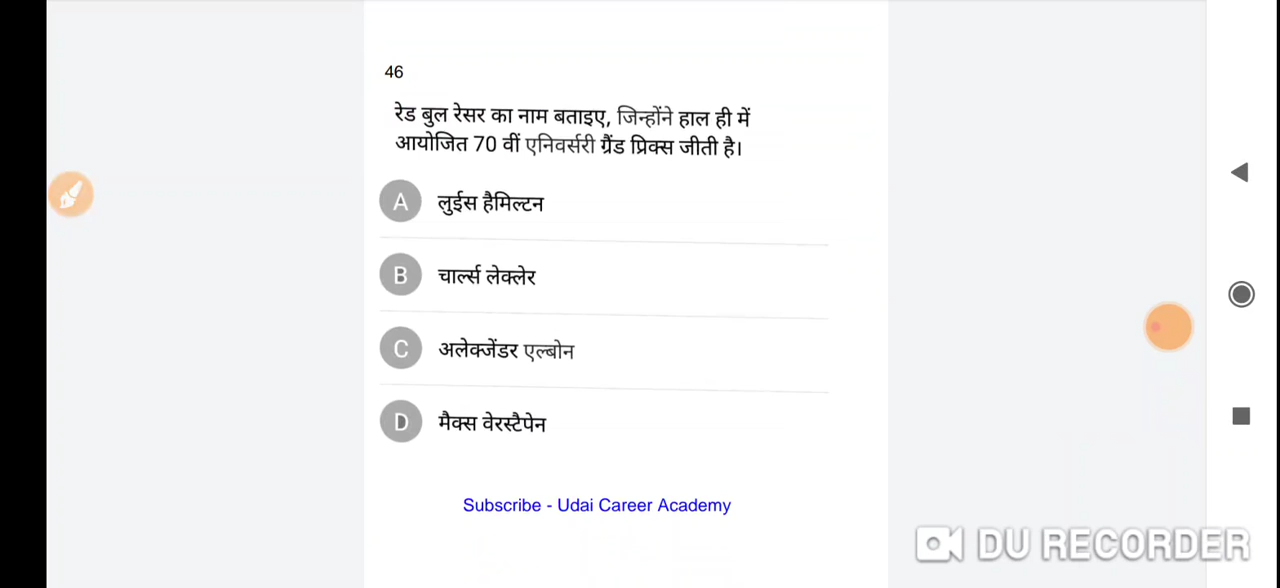 46
रेड बुल रेसर का नाम बताइए, जिन्होंने हाल ही में
आयोजित 70 वीं एनिवर्सरी ग्रैंड प्रिक्स जीती है।
A लुईस हैमिल्टन
B चार्ल्स लेक्लेर
C अलेक्जेंडर एल्बोन
D मैक्स वेरस्टैपेन
Subscribe - Udai Career Academy
DU RECORDER